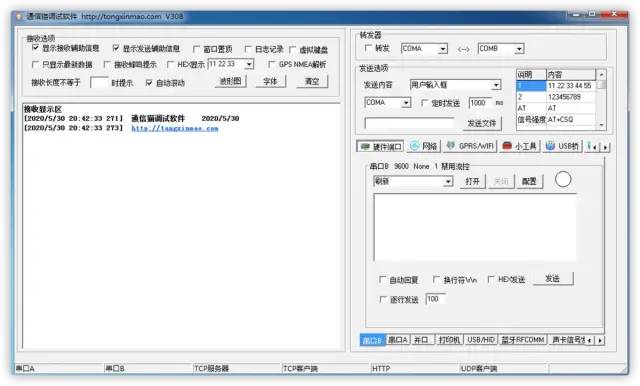 通信猫调试软件 http://tongxinmao.com V308
接收选项
显示接收辅助信息 显示发送辅助信息 窗口置顶 日志记录 虚拟键盘
只显示最新数据 接收蜂鸣提示 HEX显示 11 22 33 GPS NMEA解析
接收长度不等于 时提示 自动滚动 波形图 字体 清空
接收显示区
[2020/5/30 20:42:33 271] 通信猫调试软件 2020/5/30
[2020/5/30 20:42:33 273] http://tongxinmao.com
转发器
转发 COMA <--> COMB
发送选项
发送内容 用户输入框
COMA 定时发送 1000 ms
发送文件
说明 内容
1 11 22 33 44 55
2 123456789
AT AT
信号强度 AT+CSQ
硬件端口 网络 GPRS/WIFI 小工具 USB桥
串口B 9600 None 1 禁用流控
刷新 打开 关闭 配置
自动回复 换行符\r\n HEX发送 发送
逐行发送 100
串口B 串口A 并口 打印机 USB/HID 蓝牙RFCOMM 声卡信号发
串口A 串口B TCP服务器 TCP客户端 HTTP UDP客户端